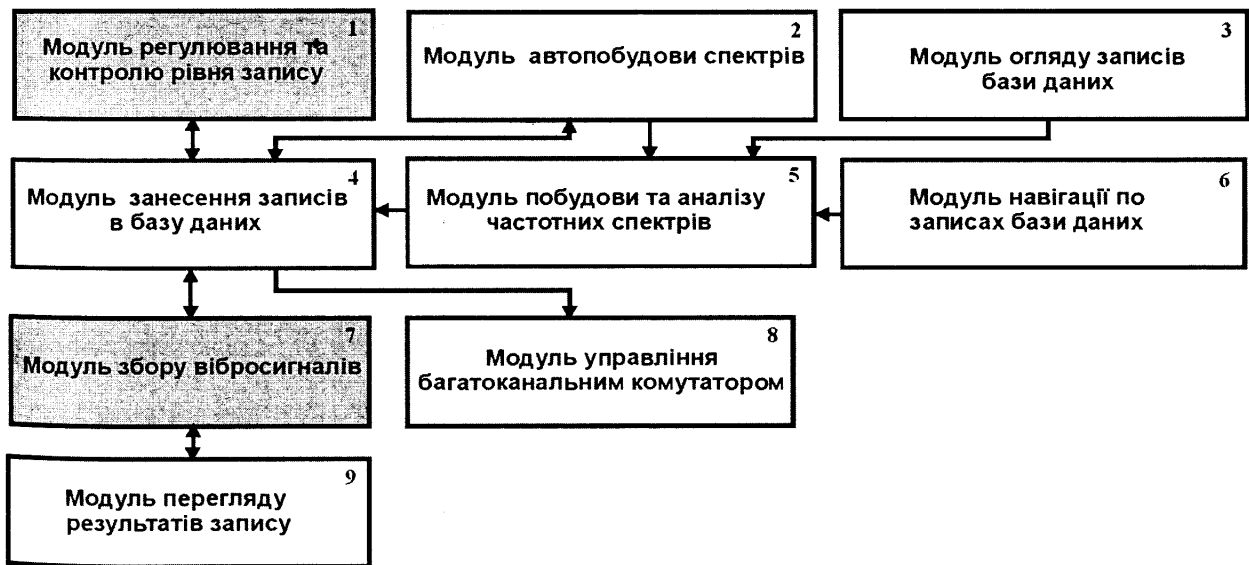 1
Модуль регулювання та
контролю рівня запису
2
Модуль автопобудови спектрів
3
Модуль огляду записів
бази даних
4
Модуль занесення записів
в базу даних
5
Модуль побудови та аналізу
частотних спектрів
6
Модуль навігації по
записах бази даних
7
Модуль збору вібросигналів
8
Модуль управління
багатоканальним комутатором
9
Модуль перегляду
результатів запису